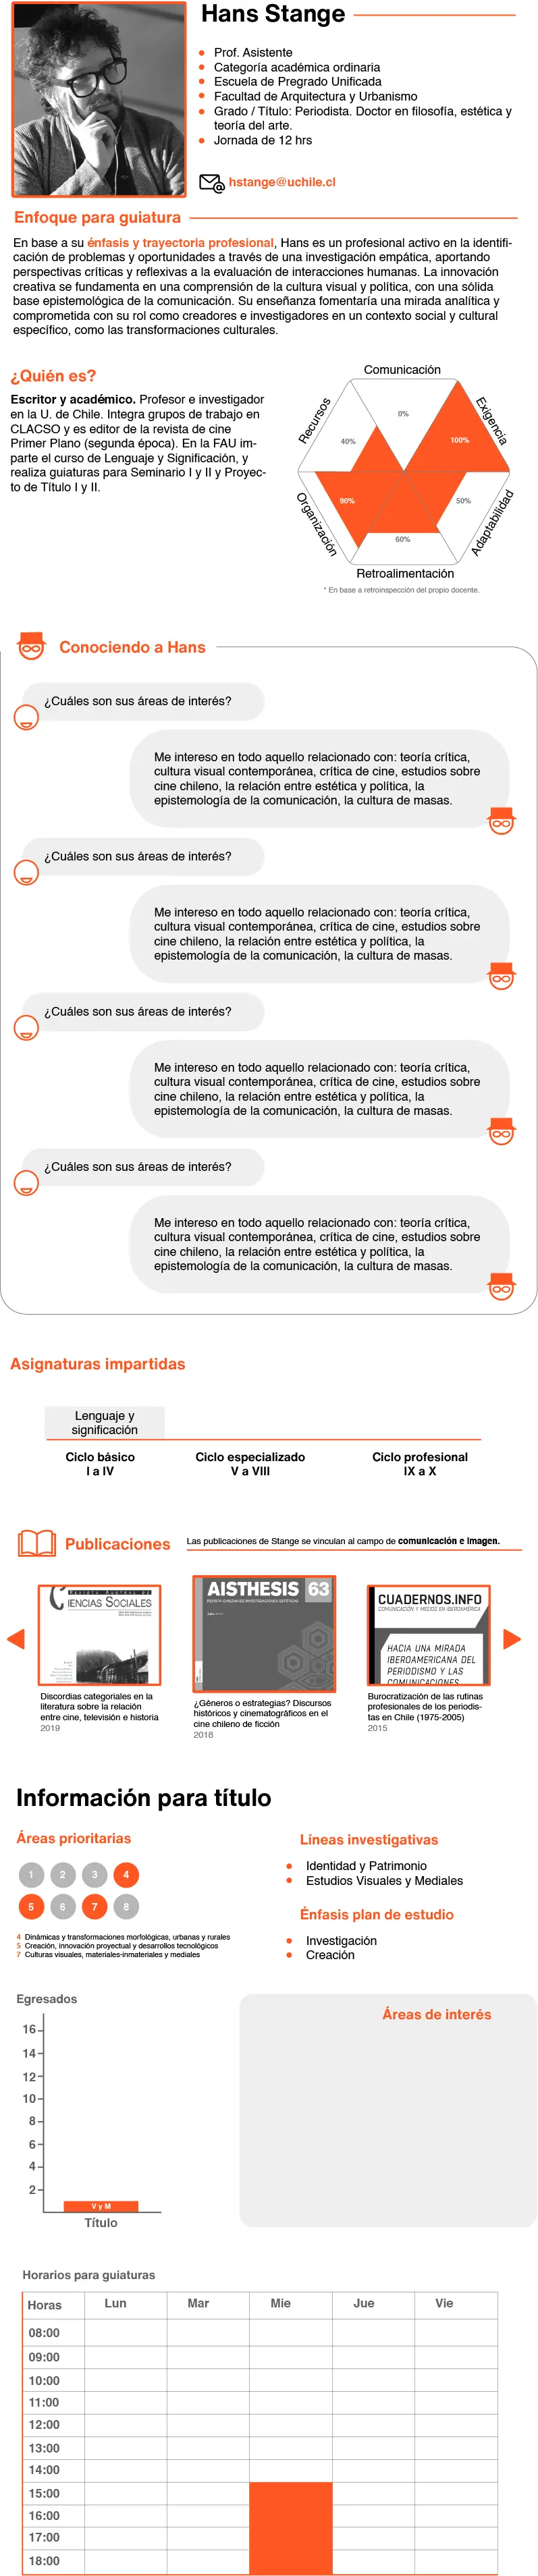 Hans Stange
Prof. Asistente
Categoría académica ordinaria
Escuela de Pregrado Unificada
Facultad de Arquitectura y Urbanismo
Grado / Título: Periodista. Doctor en filosofía, estética y
teoría del arte.
Jornada de 12 hrs
hstange@uchile.cl
Enfoque para guiatura
En base a su énfasis y trayectoria profesional, Hans es un profesional activo en la identifi-
cación de problemas y oportunidades a través de una investigación empática, aportando
perspectivas críticas y reflexivas a la evaluación de interacciones humanas. La innovación
creativa se fundamenta en una comprensión de la cultura visual y política, con una sólida
base epistemológica de la comunicación. Su enseñanza fomentaría una mirada analítica y
comprometida con su rol como creadores e investigadores en un contexto social y cultural
específico, como las transformaciones culturales.
¿Quién es?
Escritor y académico. Profesor e investigador
en la U. de Chile. Integra grupos de trabajo en
CLACSO y es editor de la revista de cine
Primer Plano (segunda época). En la FAU im-
parte el curso de Lenguaje y Significación, y
realiza guiaturas para Seminario I y II y Proyec-
to de Título I y II.
Comunicación
Recursos
Exigencia
0%
40%
100%
90%
50%
60%
Organización
Adaptabilidad
Retroalimentación
* En base a retroinspección del propio docente.
Conociendo a Hans
¿Cuáles son sus áreas de interés?
Me intereso en todo aquello relacionado con: teoría crítica,
cultura visual contemporánea, crítica de cine, estudios sobre
cine chileno, la relación entre estética y política, la
epistemología de la comunicación, la cultura de masas.
¿Cuáles son sus áreas de interés?
Me intereso en todo aquello relacionado con: teoría crítica,
cultura visual contemporánea, crítica de cine, estudios sobre
cine chileno, la relación entre estética y política, la
epistemología de la comunicación, la cultura de masas.
¿Cuáles son sus áreas de interés?
Me intereso en todo aquello relacionado con: teoría crítica,
cultura visual contemporánea, crítica de cine, estudios sobre
cine chileno, la relación entre estética y política, la
epistemología de la comunicación, la cultura de masas.
¿Cuáles son sus áreas de interés?
Me intereso en todo aquello relacionado con: teoría crítica,
cultura visual contemporánea, crítica de cine, estudios sobre
cine chileno, la relación entre estética y política, la
epistemología de la comunicación, la cultura de masas.
Asignaturas impartidas
Lenguaje y
significación
Ciclo básico
I a IV
Ciclo especializado
V a VIII
Ciclo profesional
IX a X
Publicaciones
Las publicaciones de Stange se vinculan al campo de comunicación e imagen.
REVISTA AUSTRAL DE
CIENCIAS SOCIALES
AISTHESIS 63
REVISTA CHILENA DE INVESTIGACIONES ESTÉTICAS
CUADERNOS.INFO
COMUNICACIÓN Y MEDIOS EN IBEROAMÉRICA
HACIA UNA MIRADA
IBEROAMERICANA DEL
PERIODISMO Y LAS
COMUNICACIONES
Discordias categoriales en la
literatura sobre la relación
entre cine, televisión e historia
2019
¿Géneros o estrategias? Discursos
históricos y cinematográficos en el
cine chileno de ficción
2018
Burocratización de las rutinas
profesionales de los periodis-
tas en Chile (1975-2005)
2015
Información para título
Áreas prioritarias
1 2 3 4
5 6 7 8
4 Dinámicas y transformaciones morfológicas, urbanas y rurales
5 Creación, innovación proyectual y desarrollos tecnológicos
7 Culturas visuales, materiales-inmateriales y mediales
Líneas investigativas
Identidad y Patrimonio
Estudios Visuales y Mediales
Énfasis plan de estudio
Investigación
Creación
Egresados
16
14
12
10
8
6
4
2
V y M
Título
Áreas de interés
Horarios para guiaturas
Horas Lun Mar Mie Jue Vie
08:00
09:00
10:00
11:00
12:00
13:00
14:00
15:00
16:00
17:00
18:00